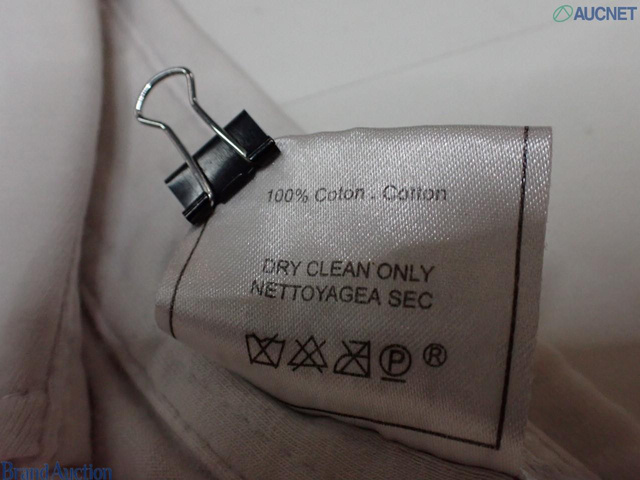 AUCNET
100% Coton . Cotton
DRY CLEAN ONLY
NETTOYAGEA SEC
P ®
Brand Auction